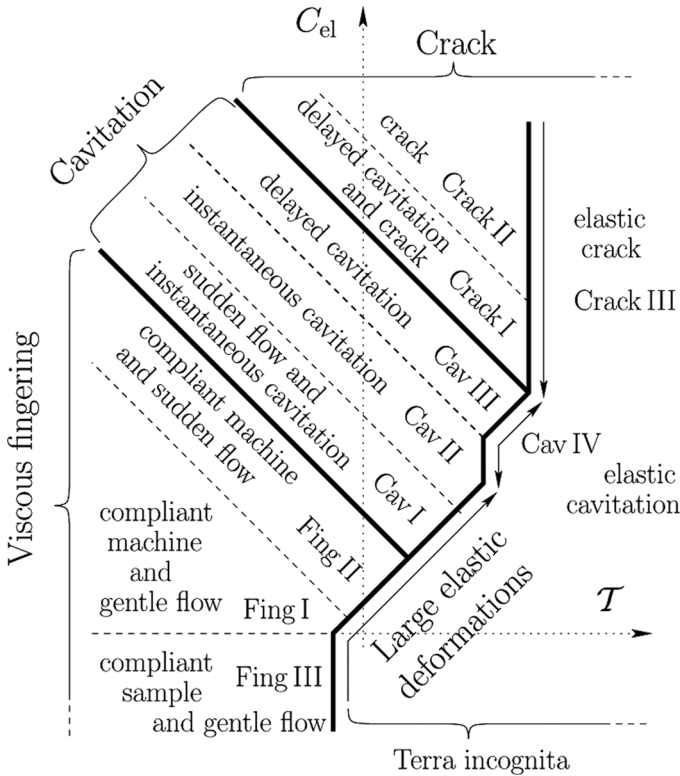 C_el
Crack
Cavitation
crack
Crack II
delayed cavitation
and crack
Crack I
elastic
crack
Crack III
delayed cavitation
Cav III
instantaneous cavitation
Cav II
sudden flow and
instantaneous cavitation
Cav I
Cav IV
elastic
cavitation
Viscous fingering
compliant machine
and sudden flow
Fing II
compliant
machine
and
gentle flow
Fing I
Large elastic
deformations
𝒯
compliant
sample
and gentle flow
Fing III
Terra incognita